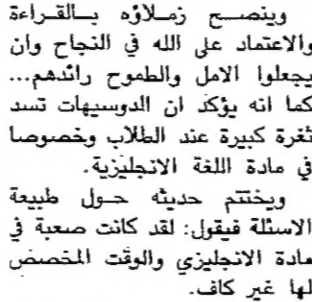 وينصح زملاؤه بالقراءة
والاعتماد على الله في النجاح وان
يجعلوا الامل والطموح رائدهم...
كما انه يؤكد ان الدوسيهات تسد
ثغرة كبيرة عند الطلاب وخصوصا
في مادة اللغة الانجليزية.
ويختتم حديثه حول طبيعة
الاسئلة فيقول: لقد كانت صعبة في
مادة الانجليزي والوقت المخصص
لها غير كاف.